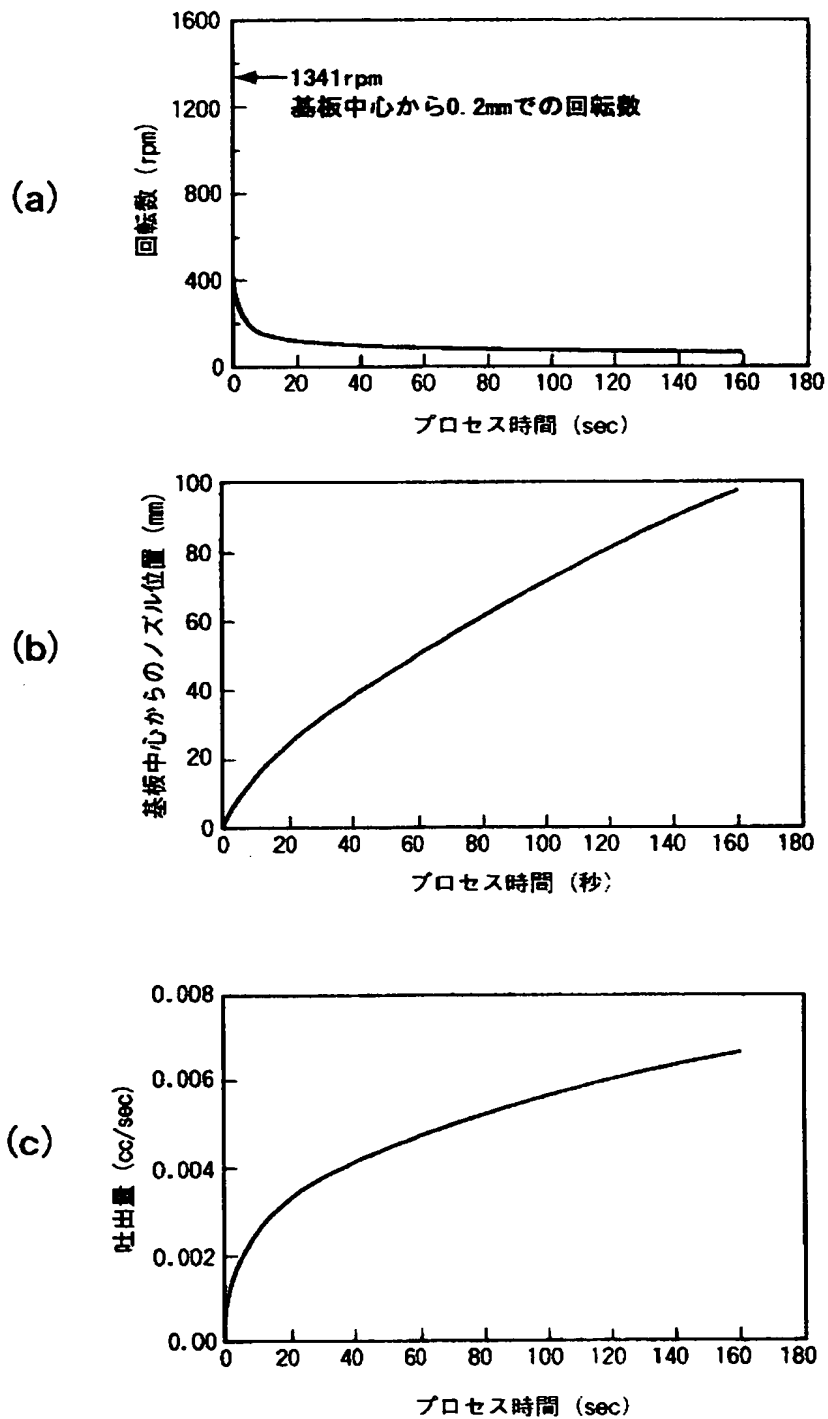 (a)
回転数 (rpm)
1600
1200
800
400
0
1341rpm
基板中心から0.2mmでの回転数
0 20 40 60 80 100 120 140 160 180
プロセス時間 (sec)
(b)
基板中心からのノズル位置 (mm)
100
80
60
40
20
0
0 20 40 60 80 100 120 140 160 180
プロセス時間 (秒)
(c)
吐出量 (cc/sec)
0.008
0.006
0.004
0.002
0.00
0 20 40 60 80 100 120 140 160 180
プロセス時間 (sec)